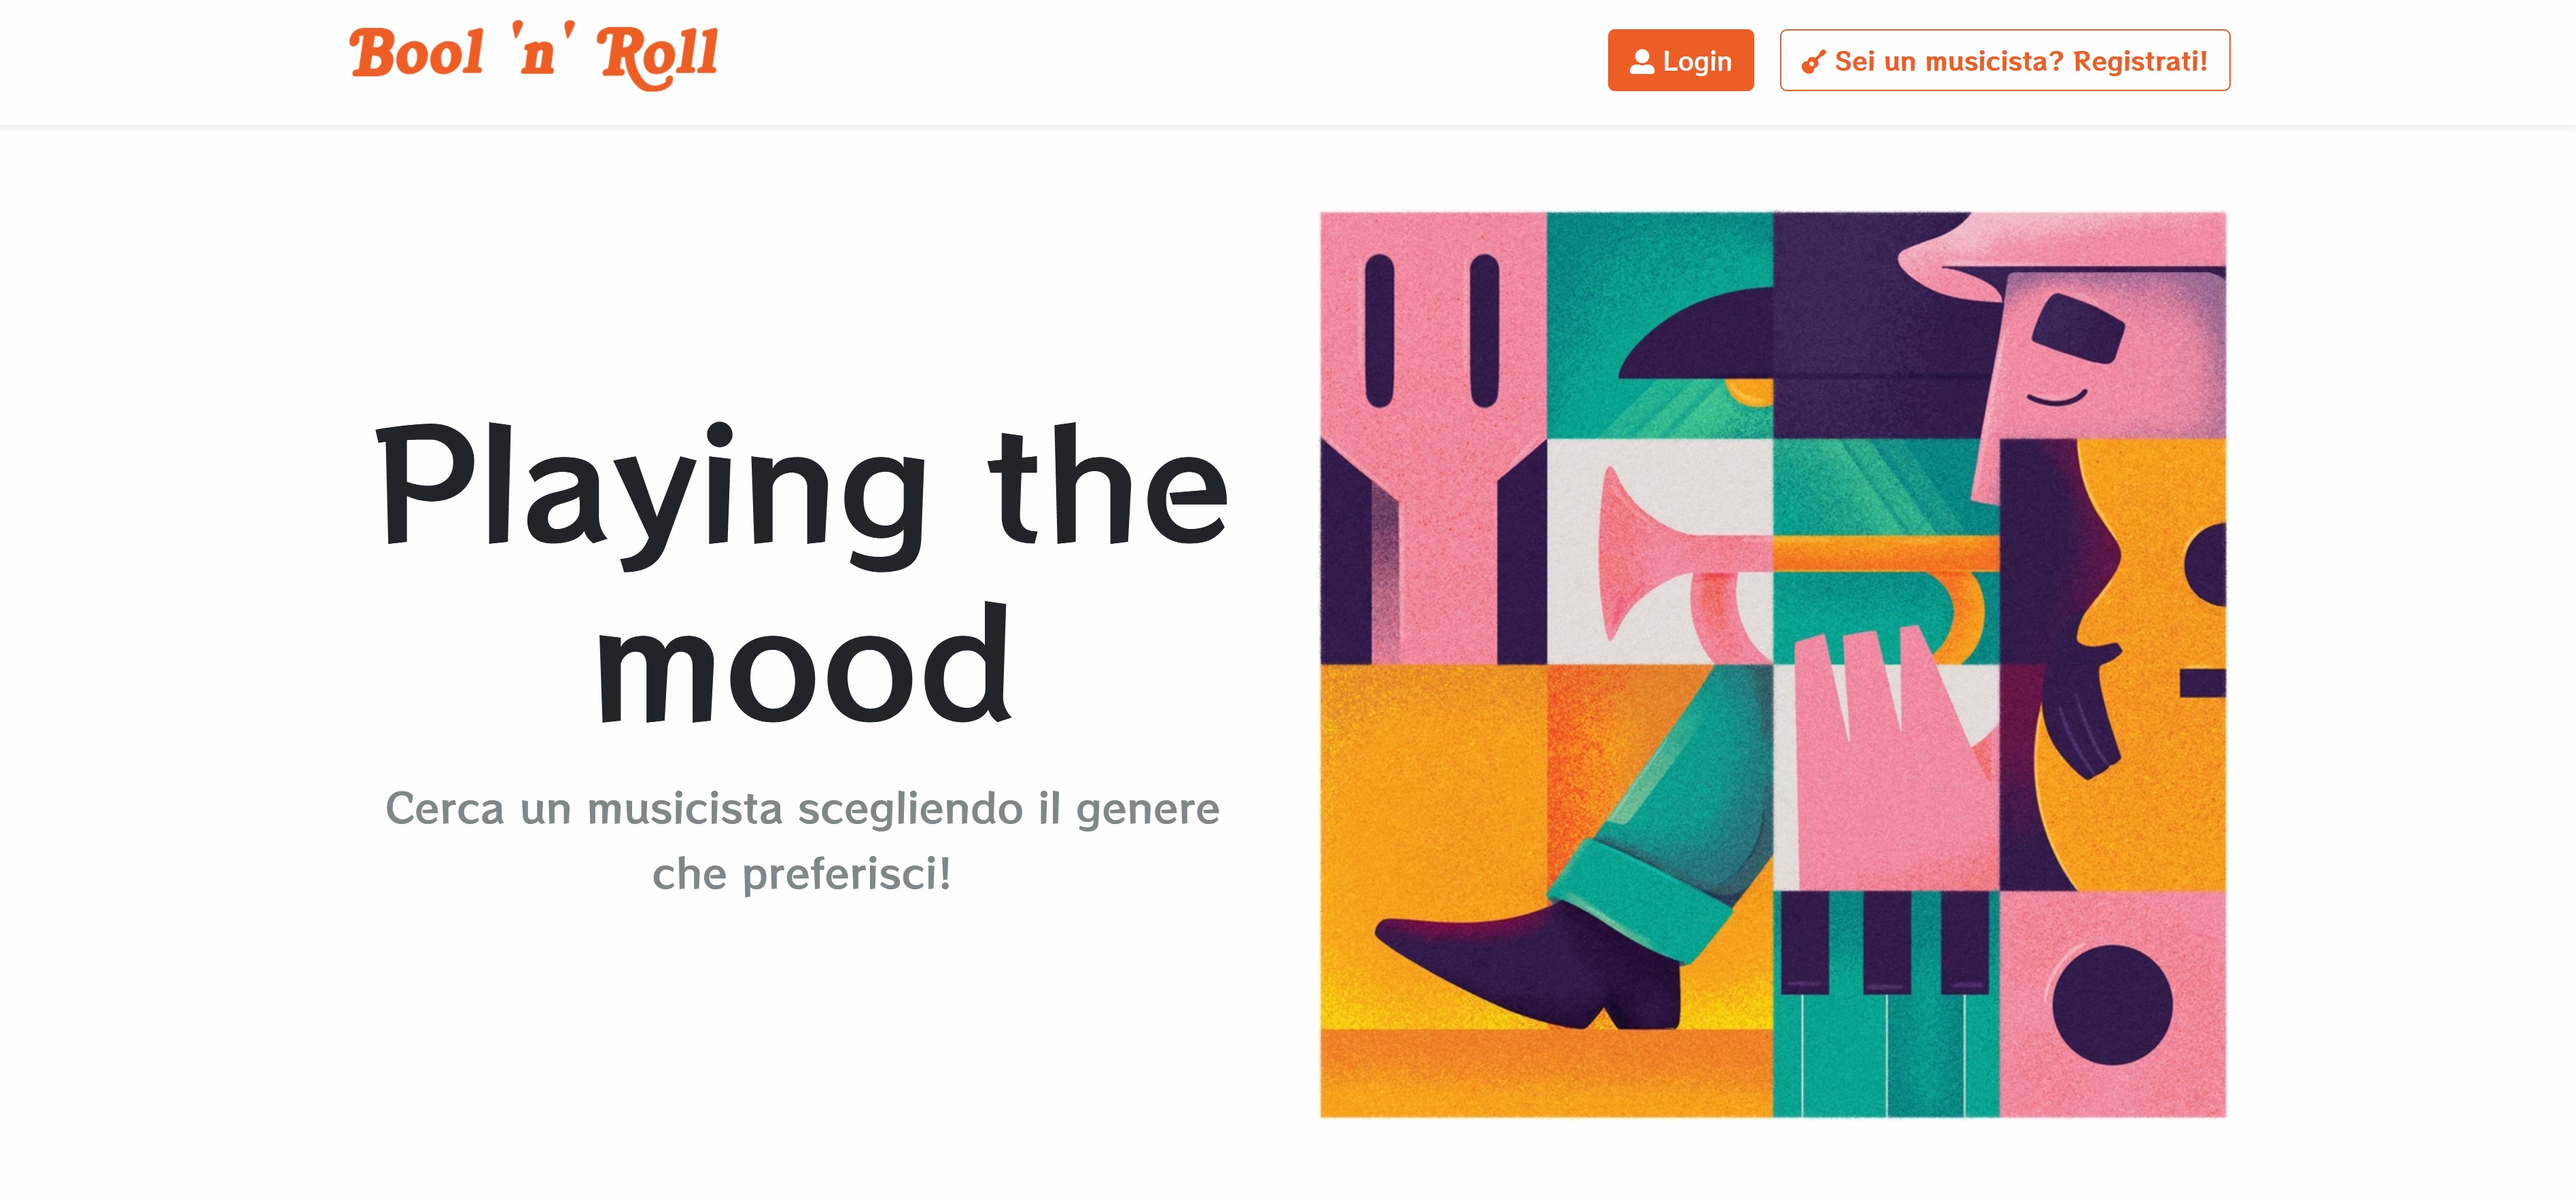 Bool 'n' Roll
Login
Sei un musicista? Registrati!
Playing the
mood
Cerca un musicista scegliendo il genere
che preferisci!